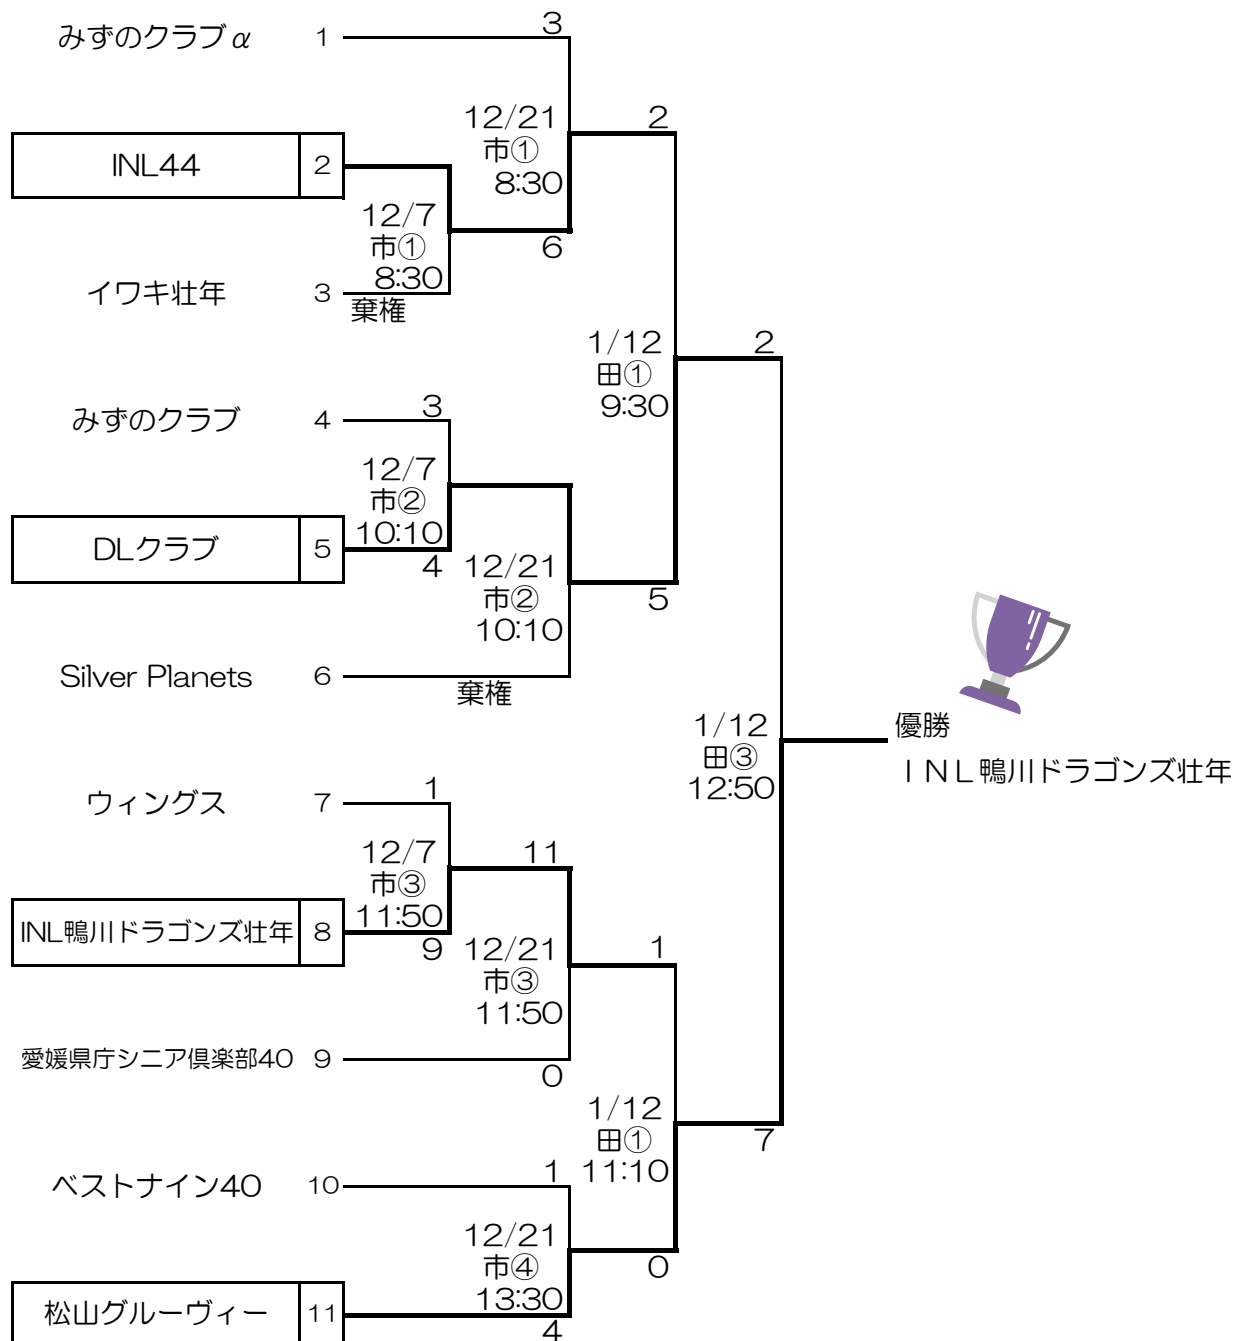 みずのクラブα 1
3
12/21
市①
8:30
2
INL44 2
12/7
市①
8:30
6
イワキ壮年 3
棄権
1/12
田①
9:30
2
みずのクラブ 4
3
12/7
市②
10:10
DLクラブ 5
4
12/21
市②
10:10
5
Silver Planets 6
棄権
1/12
田③
12:50
優勝
INL鴨川ドラゴンズ壮年
ウィングス 7
1
12/7
市③
11:50
11
INL鴨川ドラゴンズ壮年 8
9
12/21
市③
11:50
1
愛媛県庁シニア倶楽部40 9
0
1/12
田①
11:10
7
ベストナイン40 10
1
12/21
市④
13:30
0
松山グルーヴィー 11
4